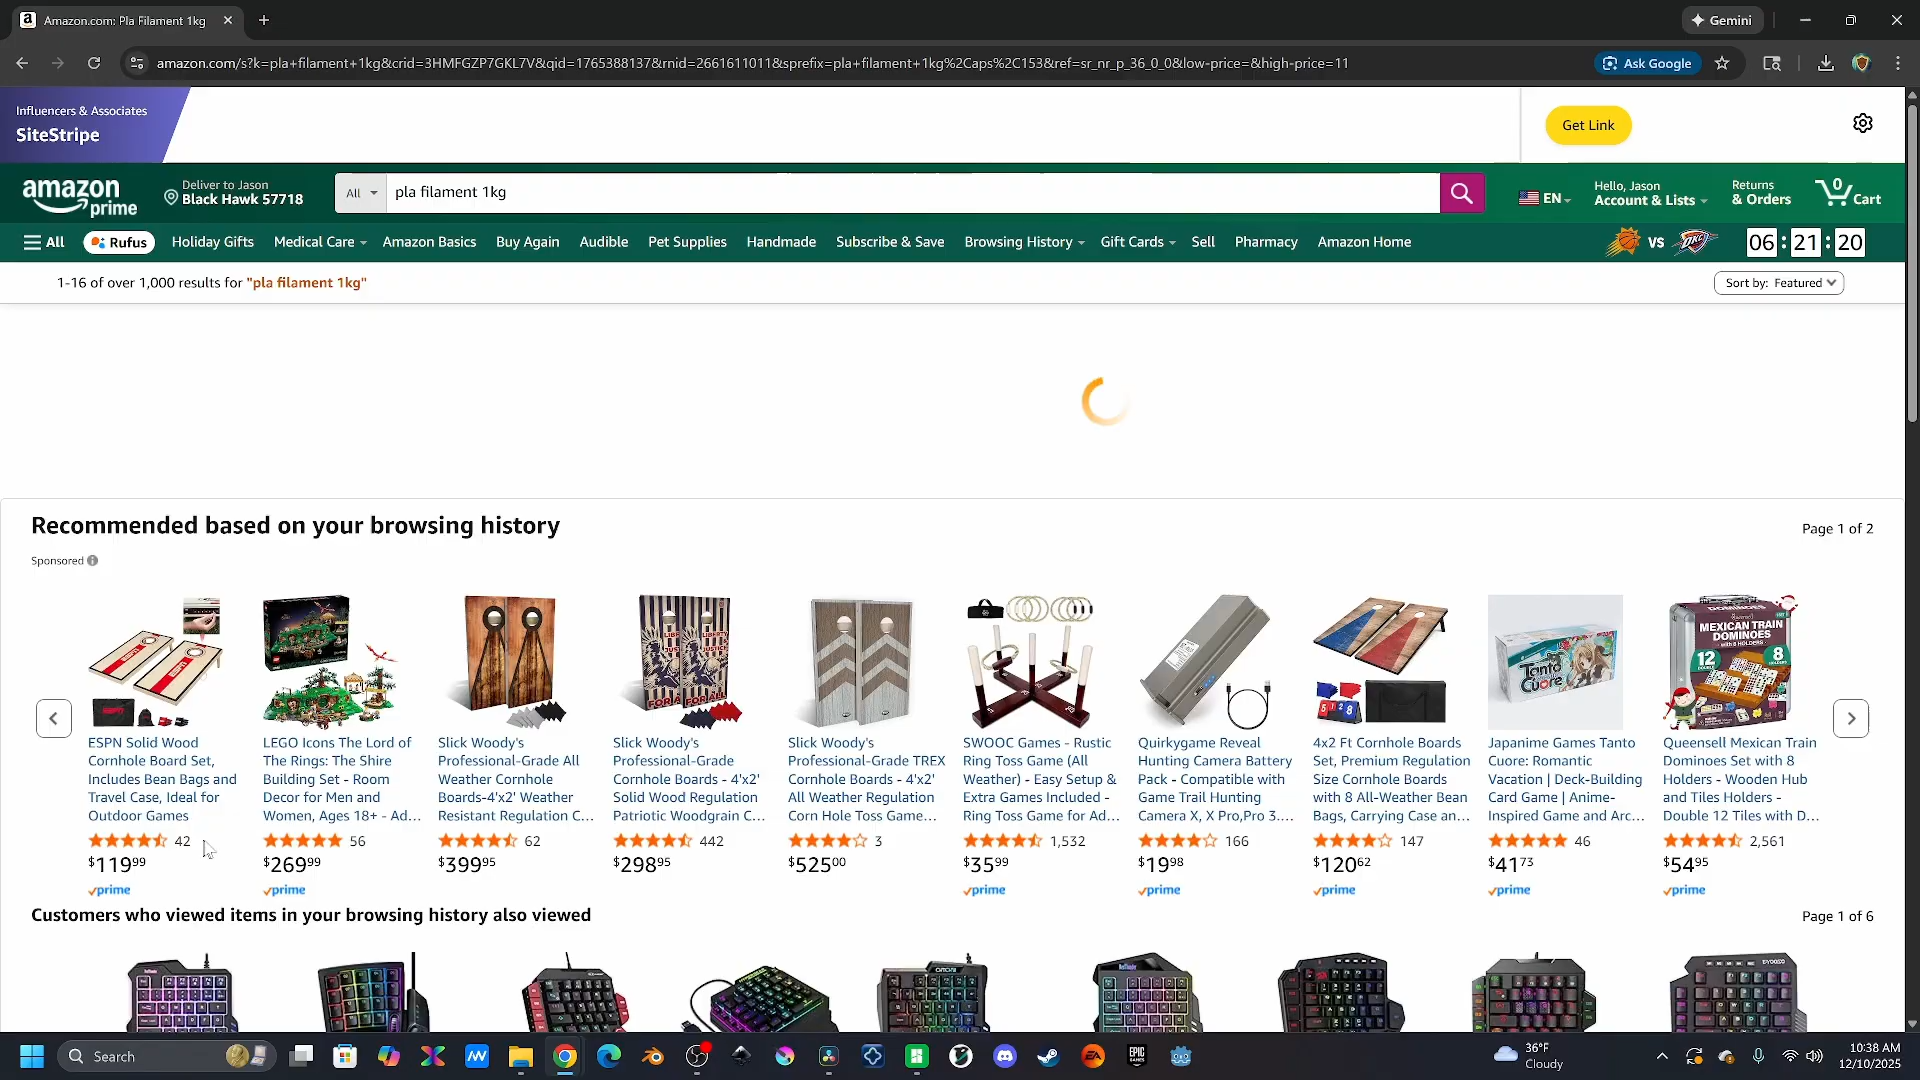 Amazon.com: Pla Filament 1kg
Gemini
amazon.com/s?k=pla+filament+1kg&crid=3HMFGZP7GKL7V&qid=1765388137&rnid=2661611011&sprefix=pla+filament+1kg%2Caps%2C153&ref=sr_nr_p_36_0_0&low-price=&high-price=11
Ask Google
Influencers & Associates
SiteStripe
Get Link
amazon prime
Deliver to Jason
Black Hawk 57718
All
pla filament 1kg
EN
Hello, Jason
Account & Lists
Returns
& Orders
0
Cart
All
Rufus
Holiday Gifts
Medical Care
Amazon Basics
Buy Again
Audible
Pet Supplies
Handmade
Subscribe & Save
Browsing History
Gift Cards
Sell
Pharmacy
Amazon Home
VS
OKC
06 : 21 : 20
1-16 of over 1,000 results for "pla filament 1kg"
Sort by: Featured
Recommended based on your browsing history
Page 1 of 2
Sponsored
ESPN Solid Wood
Cornhole Board Set,
Includes Bean Bags and
Travel Case, Ideal for
Outdoor Games
42
$119.99
prime
LEGO Icons The Lord of
The Rings: The Shire
Building Set - Room
Decor for Men and
Women, Ages 18+ - Ad...
56
$269.99
prime
Slick Woody's
Professional-Grade All
Weather Cornhole
Boards-4'x2' Weather
Resistant Regulation C...
62
$399.95
Slick Woody's
Professional-Grade
Cornhole Boards - 4'x2'
Solid Wood Regulation
Patriotic Woodgrain C...
442
$298.95
Slick Woody's
Professional-Grade TREX
Cornhole Boards - 4'x2'
All Weather Regulation
Corn Hole Toss Game...
3
$525.00
SWOOC Games - Rustic
Ring Toss Game (All
Weather) - Easy Setup &
Extra Games Included -
Ring Toss Game for Ad...
1,532
$35.99
prime
Quirkygame Reveal
Hunting Camera Battery
Pack - Compatible with
Game Trail Hunting
Camera X, X Pro,Pro 3....
166
$19.98
prime
4x2 Ft Cornhole Boards
Set, Premium Regulation
Size Cornhole Boards
with 8 All-Weather Bean
Bags, Carrying Case an...
147
$120.62
prime
Tanto
Cuore
Japanime Games Tanto
Cuore: Romantic
Vacation | Deck-Building
Card Game | Anime-
Inspired Game and Arc...
46
$41.73
prime
DOMINOES
MEXICAN TRAIN
DOMINOES
12
8
Queensell Mexican Train
Dominoes Set with 8
Holders - Wooden Hub
and Tiles Holders -
Double 12 Tiles with D...
2,561
$54.95
prime
Customers who viewed items in your browsing history also viewed
Page 1 of 6
Search
36°F
Cloudy
10:38 AM
12/10/2025